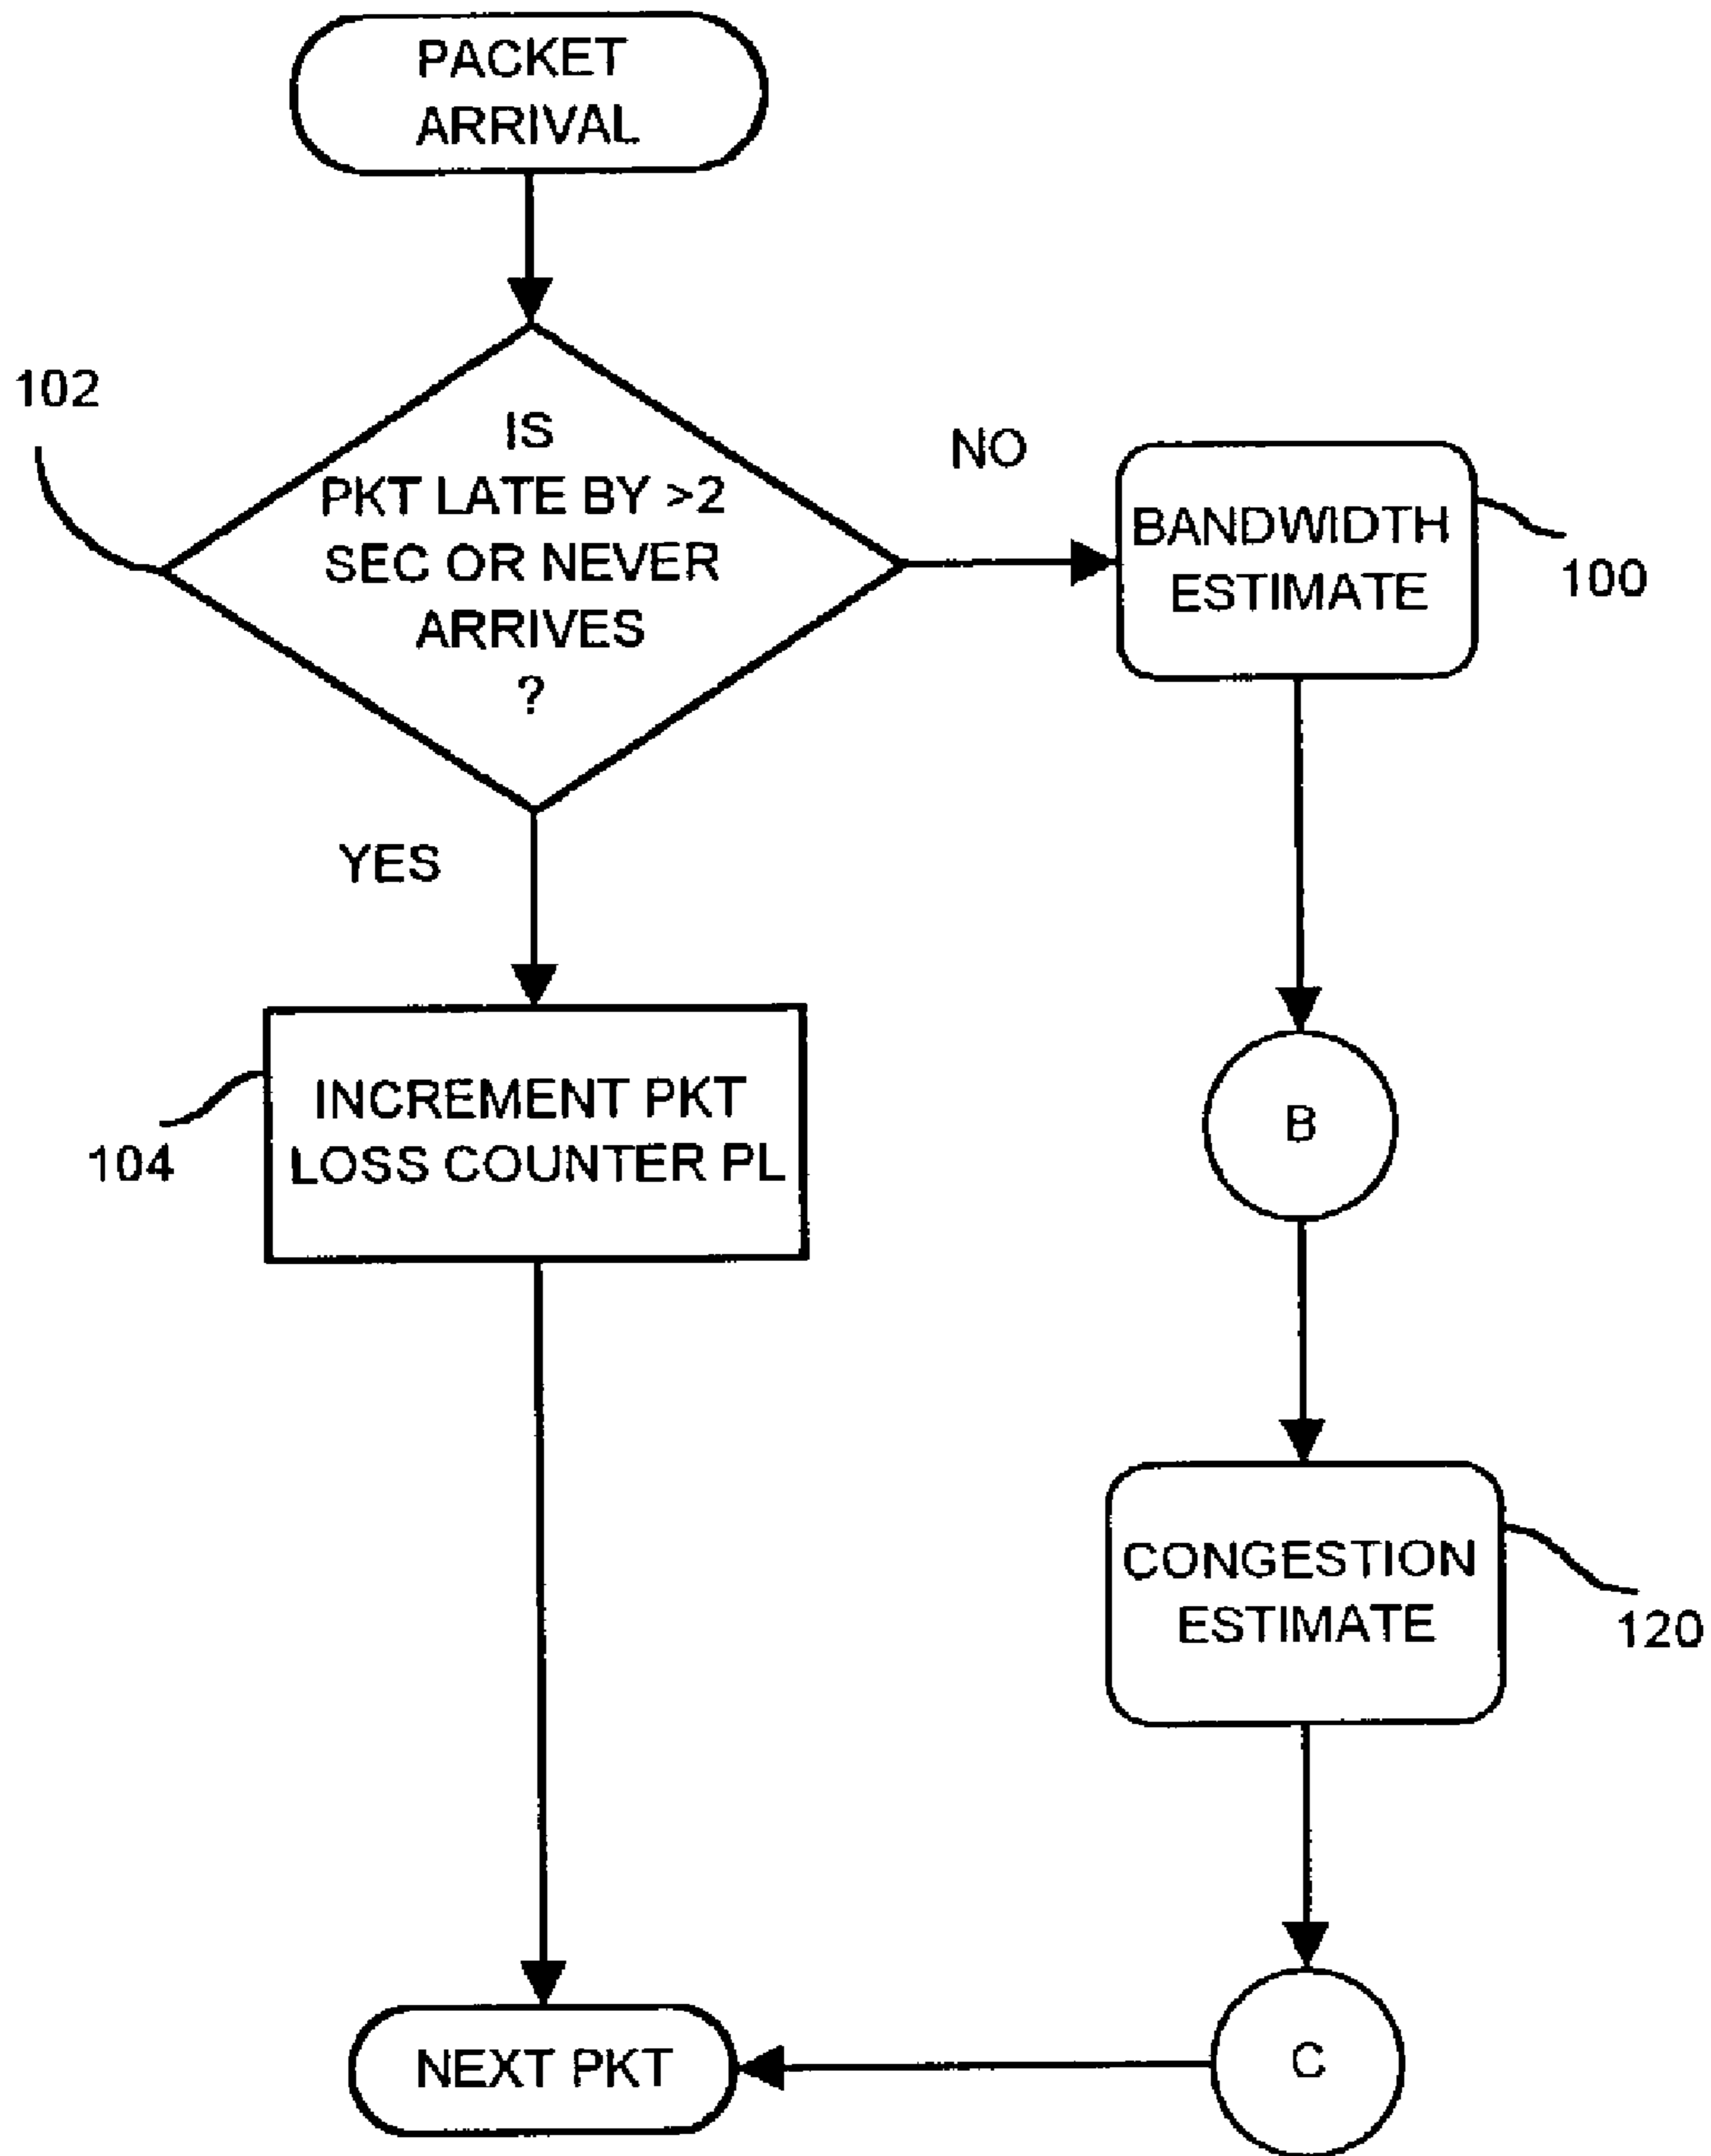 PACKET
ARRIVAL
102
IS
PKT LATE BY >2
SEC OR NEVER
ARRIVES
?
NO
BANDWIDTH
ESTIMATE
100
YES
INCREMENT PKT
LOSS COUNTER PL
104
B
CONGESTION
ESTIMATE
120
NEXT PKT
C